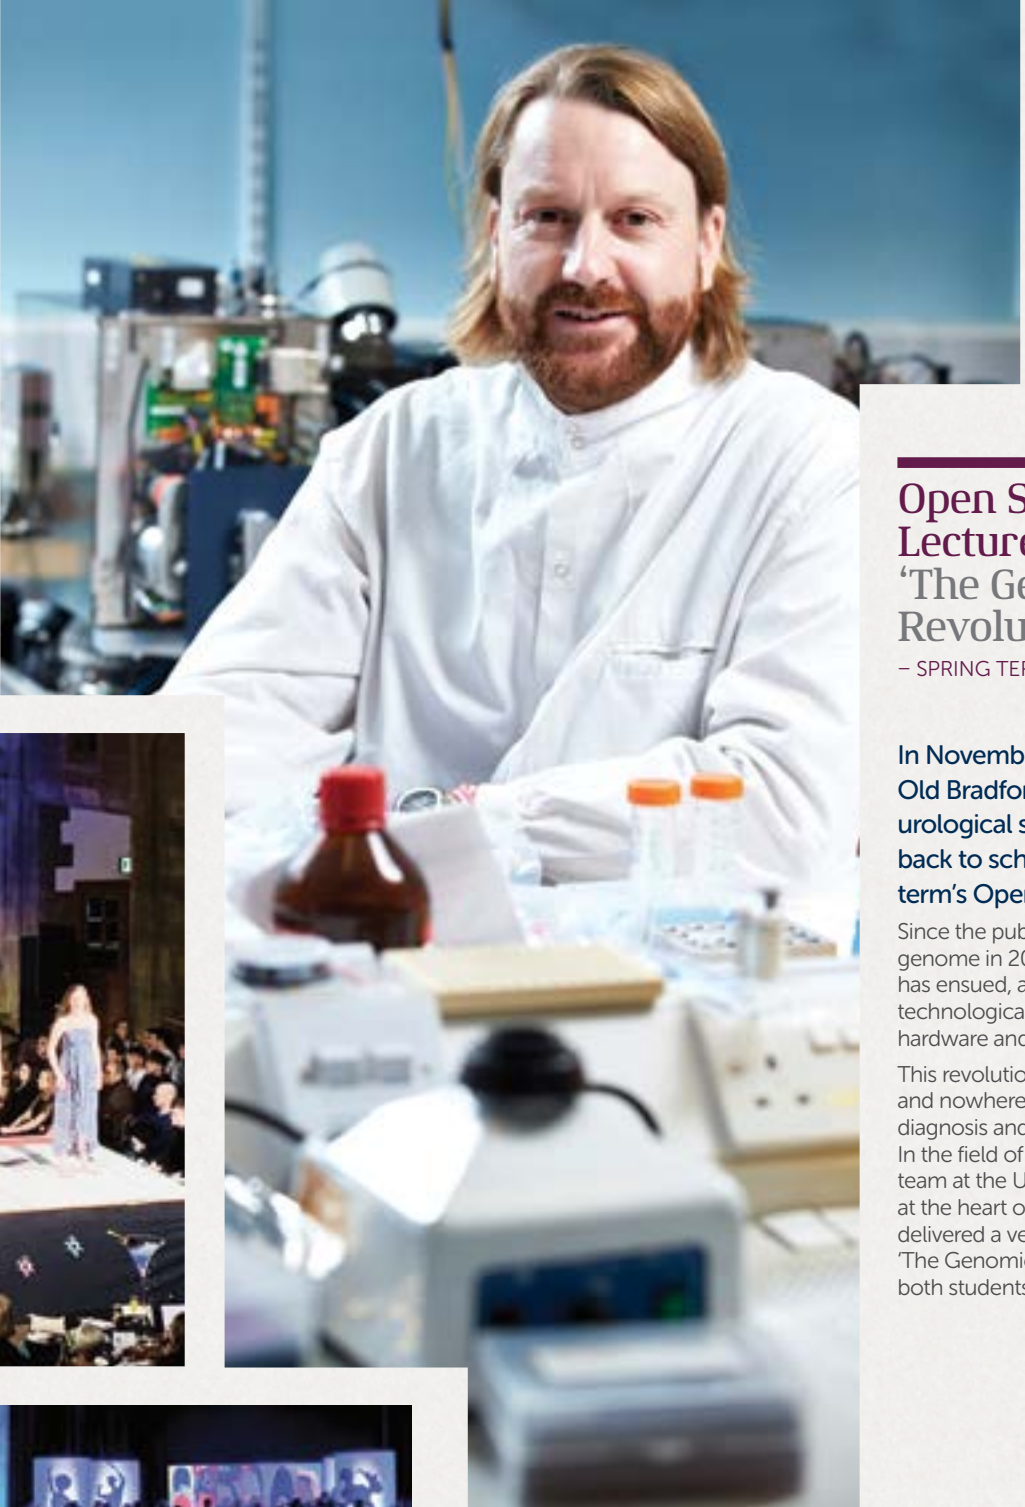 Open S
Lecture
‘The Ge
Revolu
– SPRING TER
In Novemb
Old Bradfor
urological s
back to sch
term’s Open
Since the pub
genome in 20
has ensued, a
technologica
hardware and
This revolutio
and nowhere
diagnosis and
In the field of
team at the U
at the heart o
delivered a ve
‘The Genomic
both students